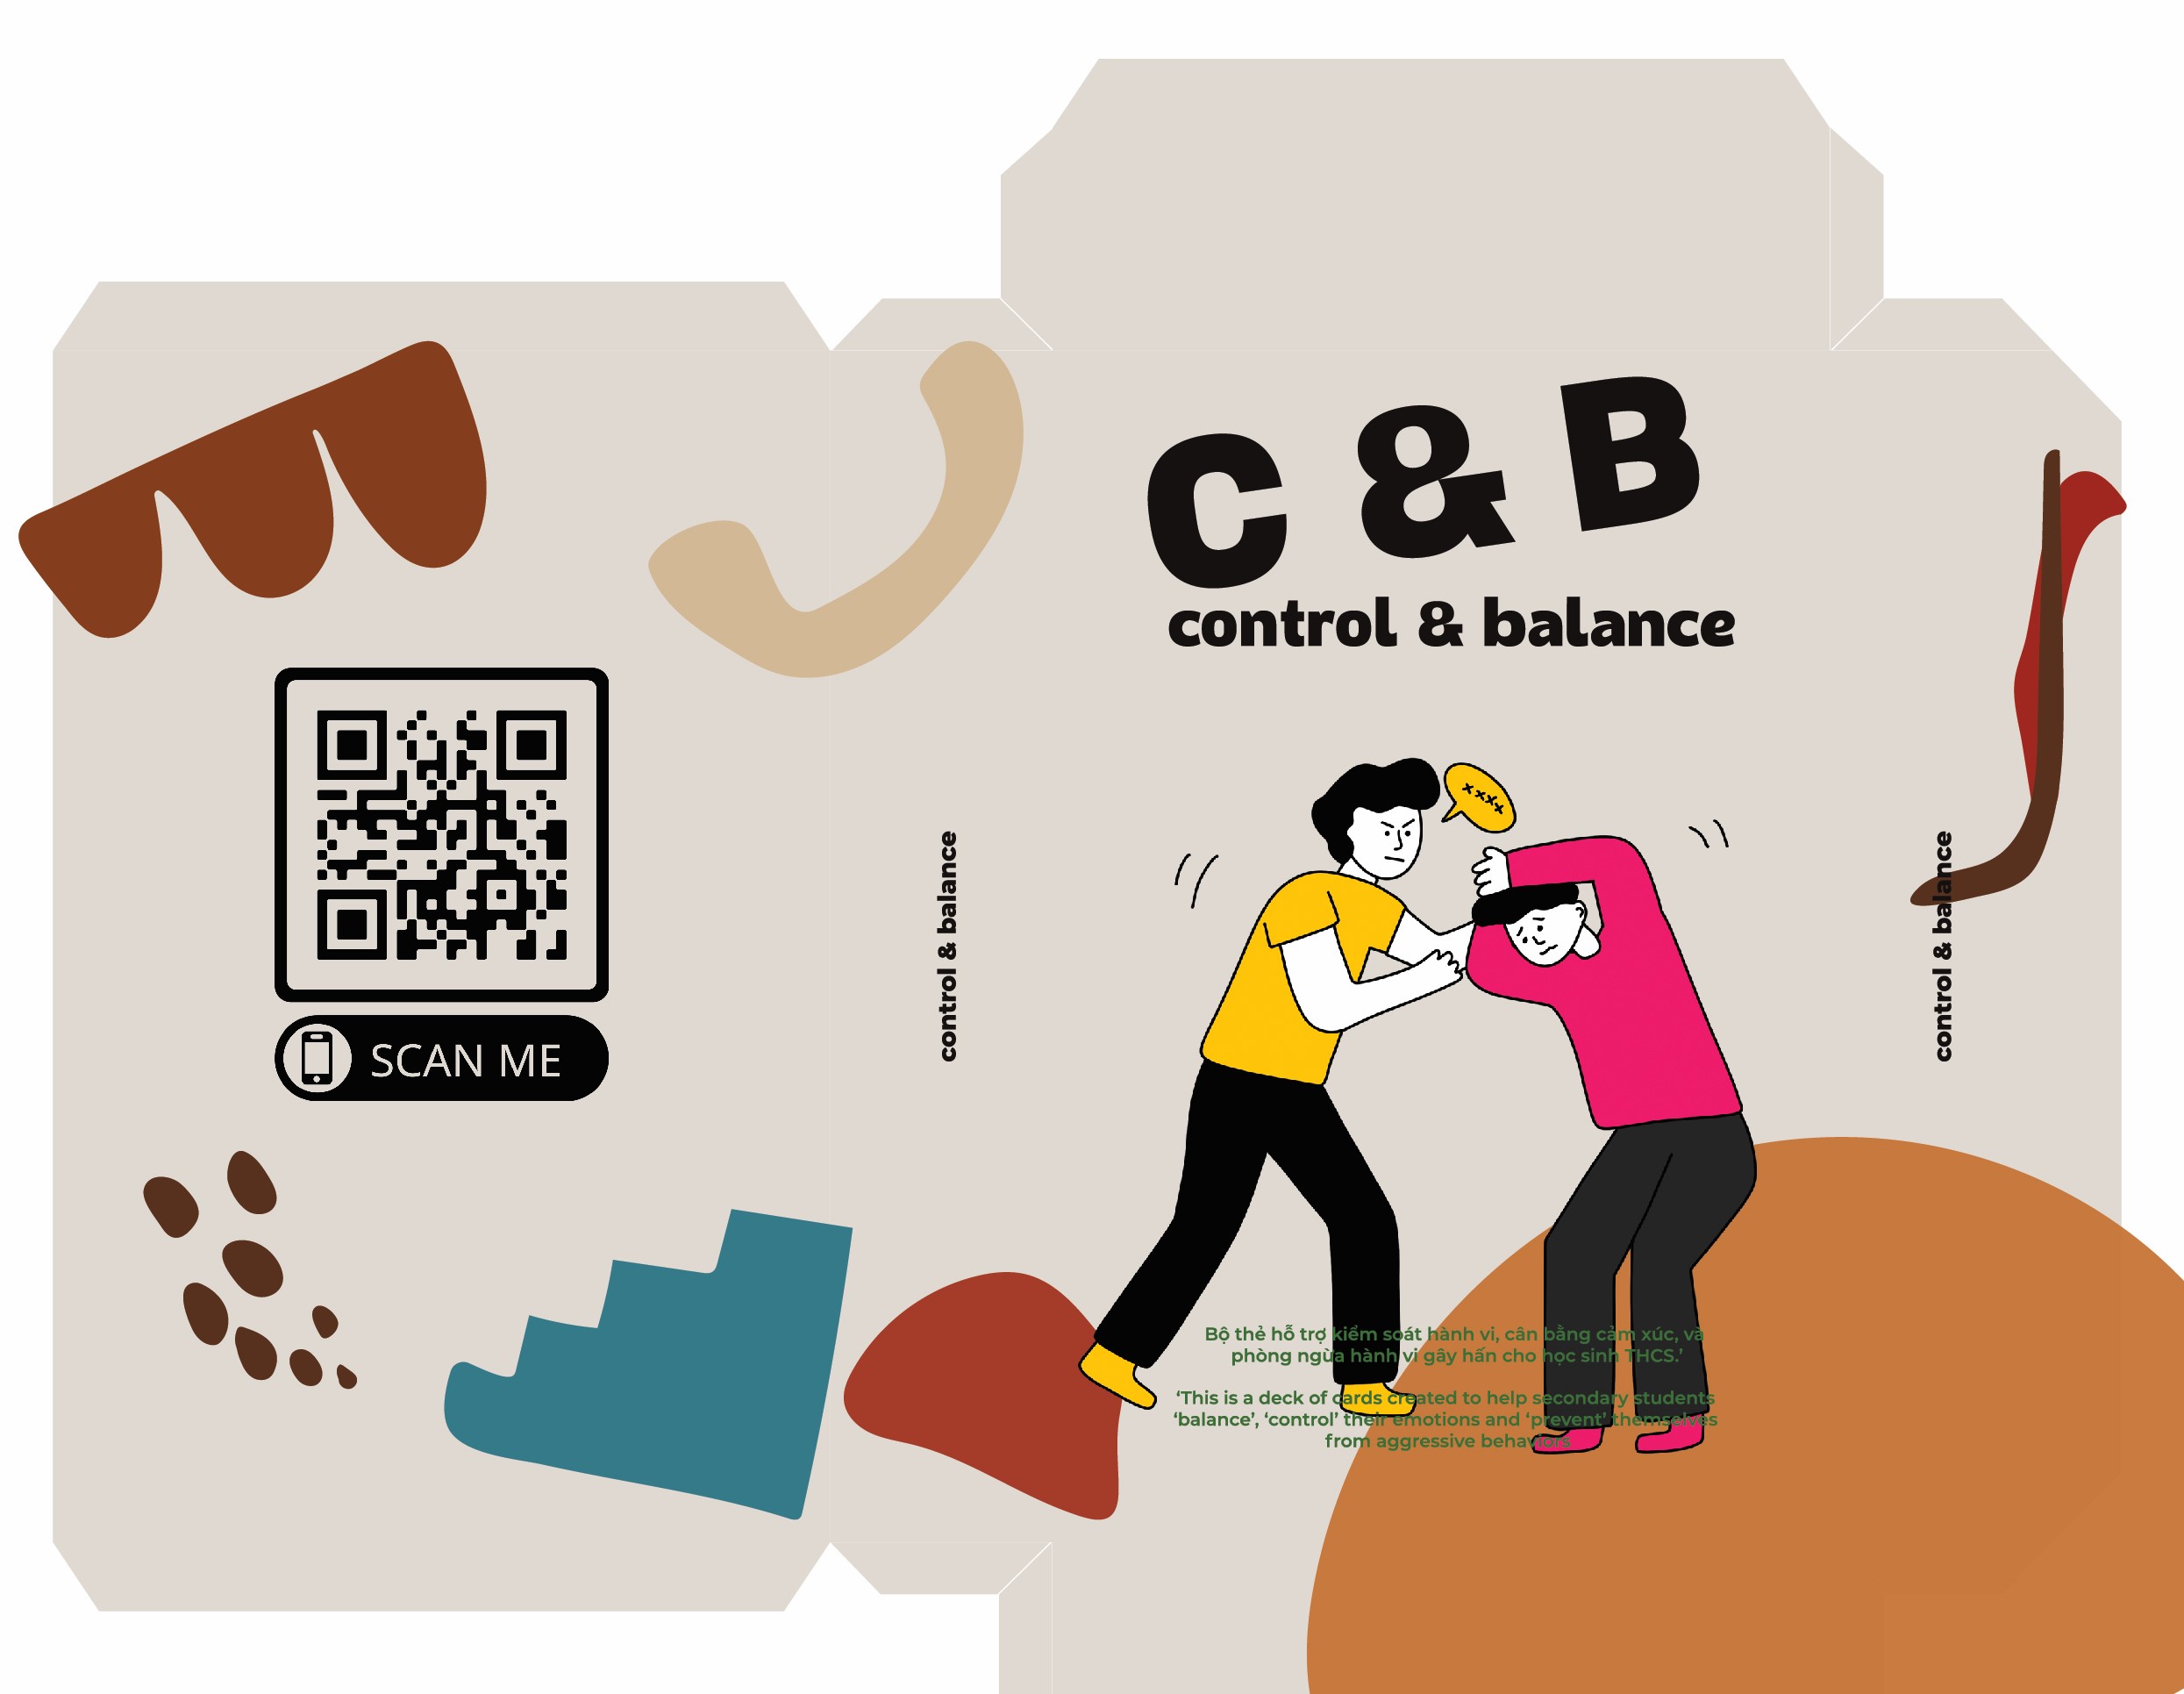 C & B
control & balance
SCAN ME
control & balance
control & balance
Bộ thẻ hỗ trợ kiểm soát hành vi, cân bằng cảm xúc, và
phòng ngừa hành vi gây hấn cho học sinh THCS.’
‘This is a deck of cards created to help secondary students
‘balance’, ‘control’ their emotions and ‘prevent’ themselves
from aggressive behaviors